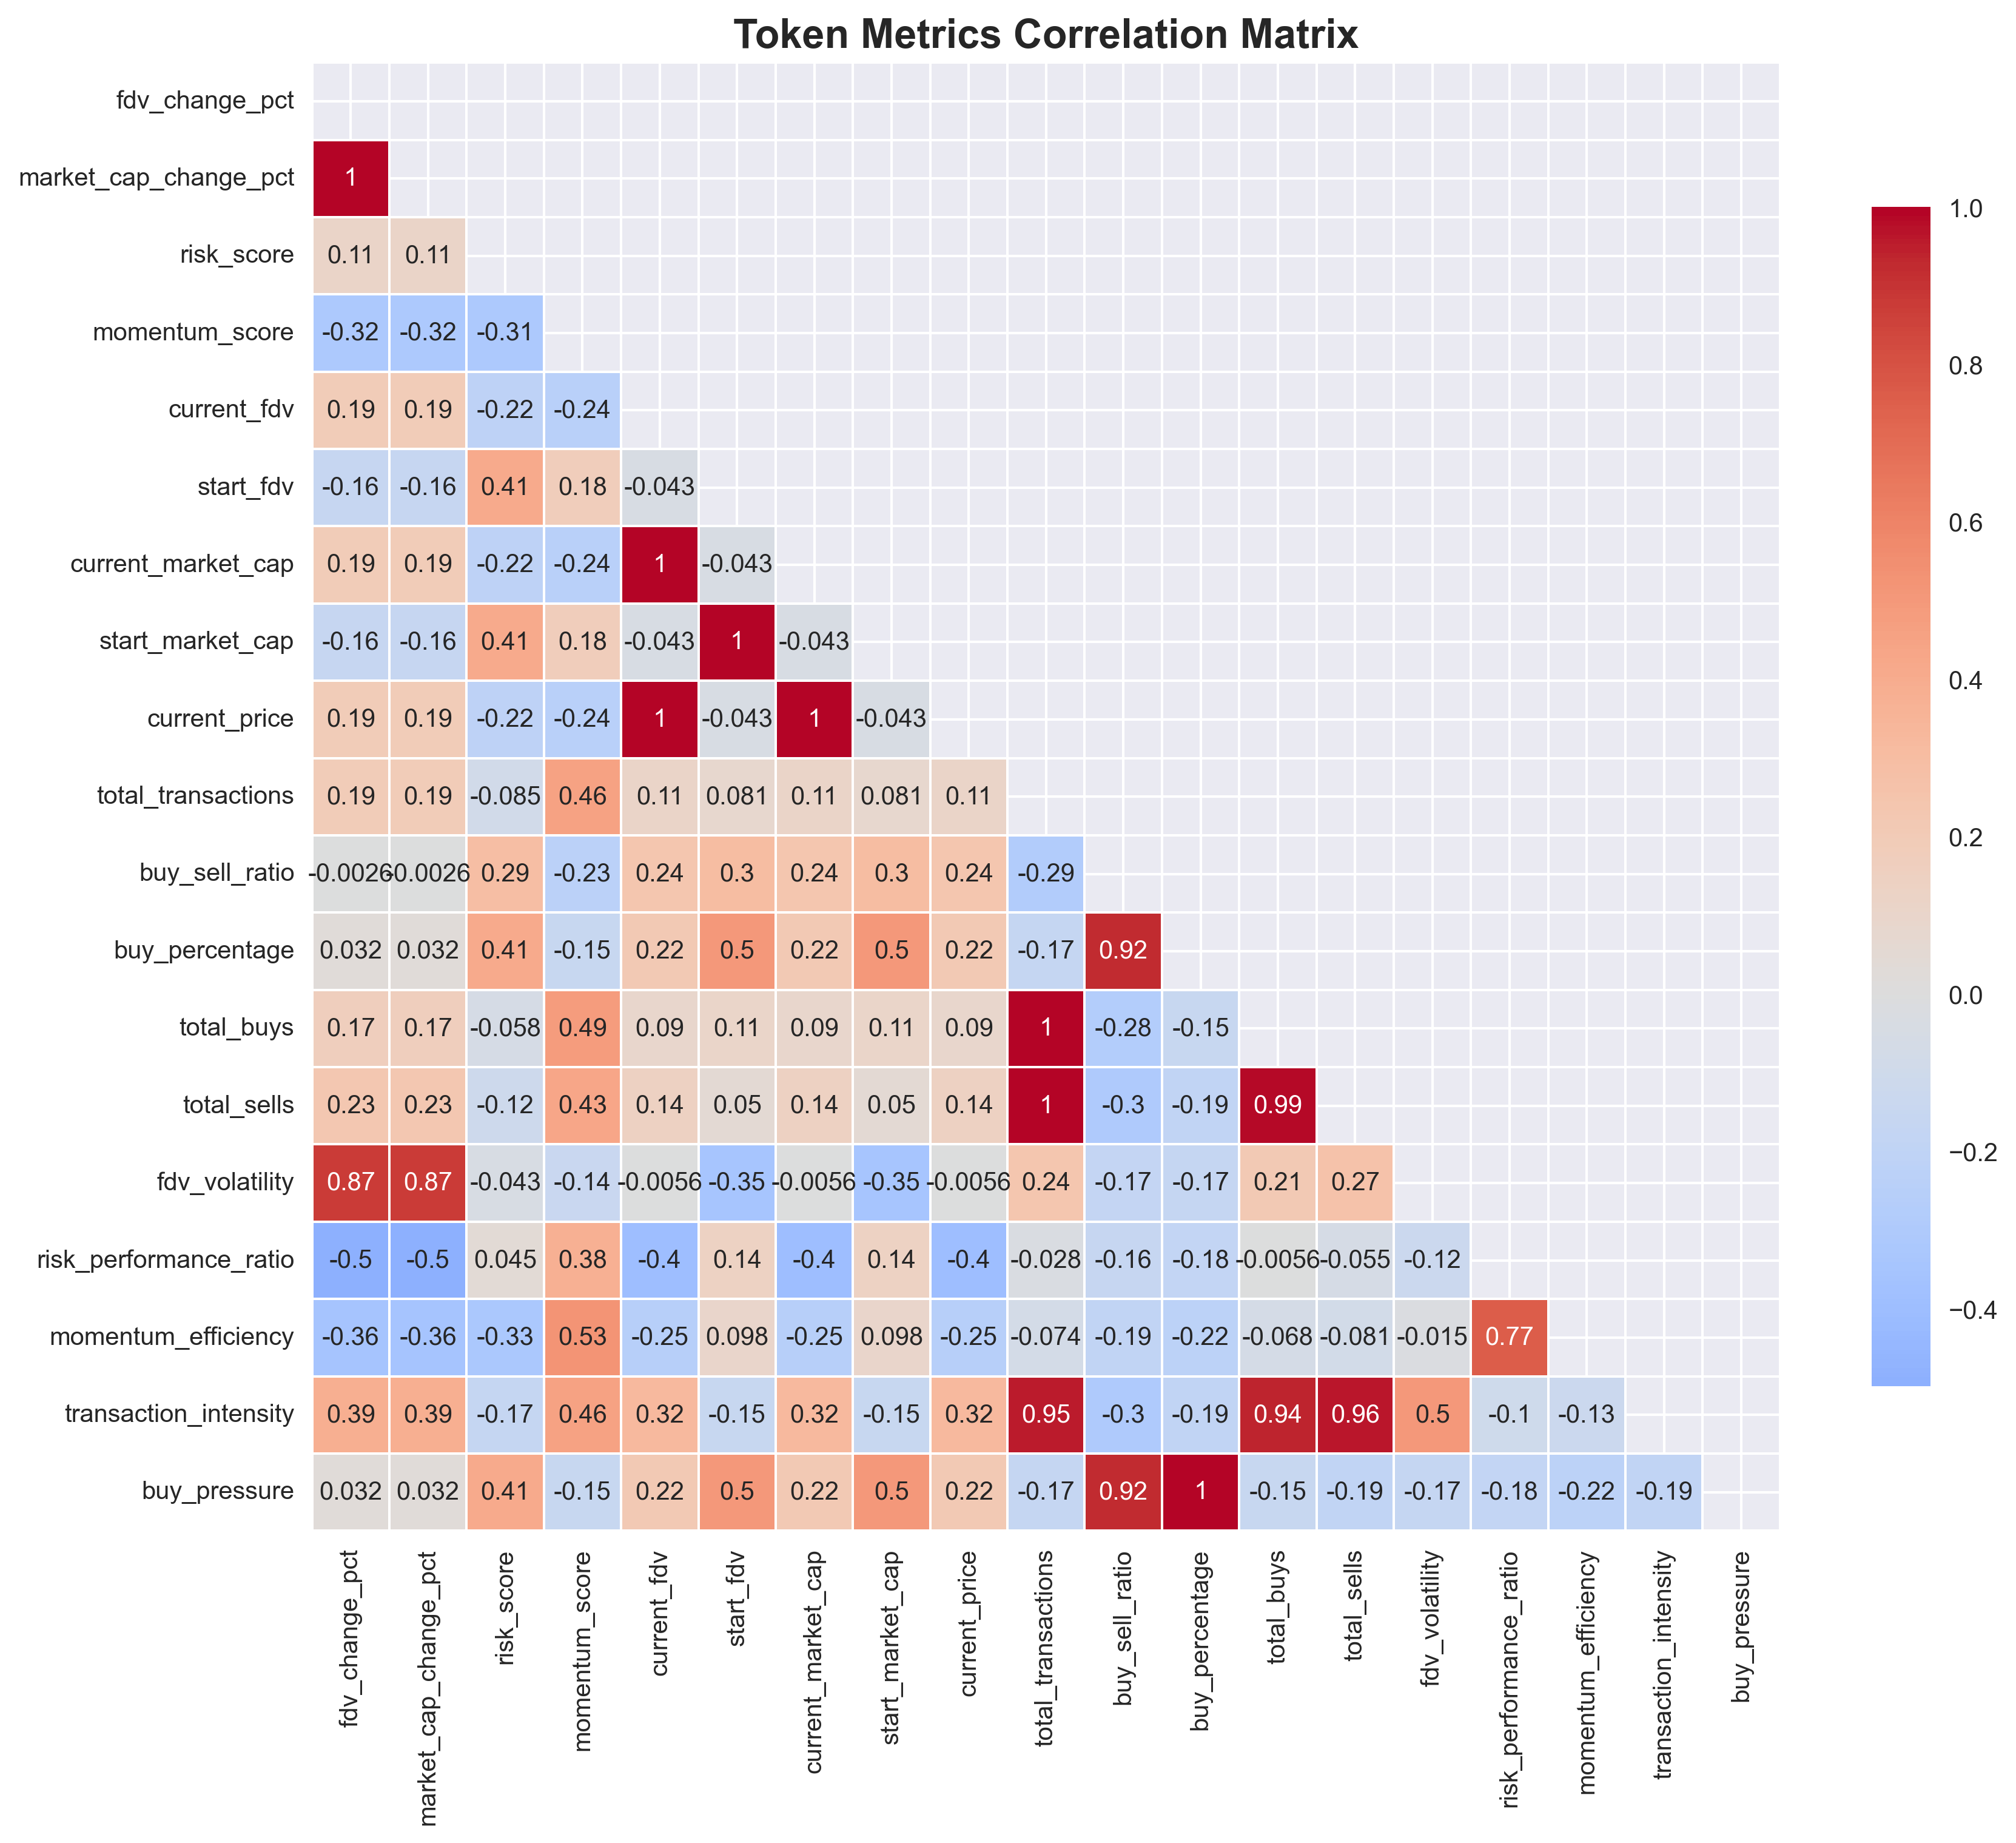 Token Metrics Correlation Matrix
fdv_change_pct
market_cap_change_pct 1
risk_score 0.11 0.11
momentum_score -0.32 -0.32 -0.31
current_fdv 0.19 0.19 -0.22 -0.24
start_fdv -0.16 -0.16 0.41 0.18 -0.043
current_market_cap 0.19 0.19 -0.22 -0.24 1 -0.043
start_market_cap -0.16 -0.16 0.41 0.18 -0.043 1 -0.043
current_price 0.19 0.19 -0.22 -0.24 1 -0.043 1 -0.043
total_transactions 0.19 0.19 -0.085 0.46 0.11 0.081 0.11 0.081 0.11
buy_sell_ratio -0.0026 -0.0026 0.29 -0.23 0.24 0.3 0.24 0.3 0.24 -0.29
buy_percentage 0.032 0.032 0.41 -0.15 0.22 0.5 0.22 0.5 0.22 -0.17 0.92
total_buys 0.17 0.17 -0.058 0.49 0.09 0.11 0.09 0.11 0.09 1 -0.28 -0.15
total_sells 0.23 0.23 -0.12 0.43 0.14 0.05 0.14 0.05 0.14 1 -0.3 -0.19 0.99
fdv_volatility 0.87 0.87 -0.043 -0.14 -0.0056 -0.35 -0.0056 -0.35 -0.0056 0.24 -0.17 -0.17 0.21 0.27
risk_performance_ratio -0.5 -0.5 0.045 0.38 -0.4 0.14 -0.4 0.14 -0.4 -0.028 -0.16 -0.18 -0.0056 -0.055 -0.12
momentum_efficiency -0.36 -0.36 -0.33 0.53 -0.25 0.098 -0.25 0.098 -0.25 -0.074 -0.19 -0.22 -0.068 -0.081 -0.015 0.77
transaction_intensity 0.39 0.39 -0.17 0.46 0.32 -0.15 0.32 -0.15 0.32 0.95 -0.3 -0.19 0.94 0.96 0.5 -0.1 -0.13
buy_pressure 0.032 0.032 0.41 -0.15 0.22 0.5 0.22 0.5 0.22 -0.17 0.92 1 -0.15 -0.19 -0.17 -0.18 -0.22 -0.19
fdv_change_pct
market_cap_change_pct
risk_score
momentum_score
current_fdv
start_fdv
current_market_cap
start_market_cap
current_price
total_transactions
buy_sell_ratio
buy_percentage
total_buys
total_sells
fdv_volatility
risk_performance_ratio
momentum_efficiency
transaction_intensity
buy_pressure
1.0
0.8
0.6
0.4
0.2
0.0
−0.2
−0.4